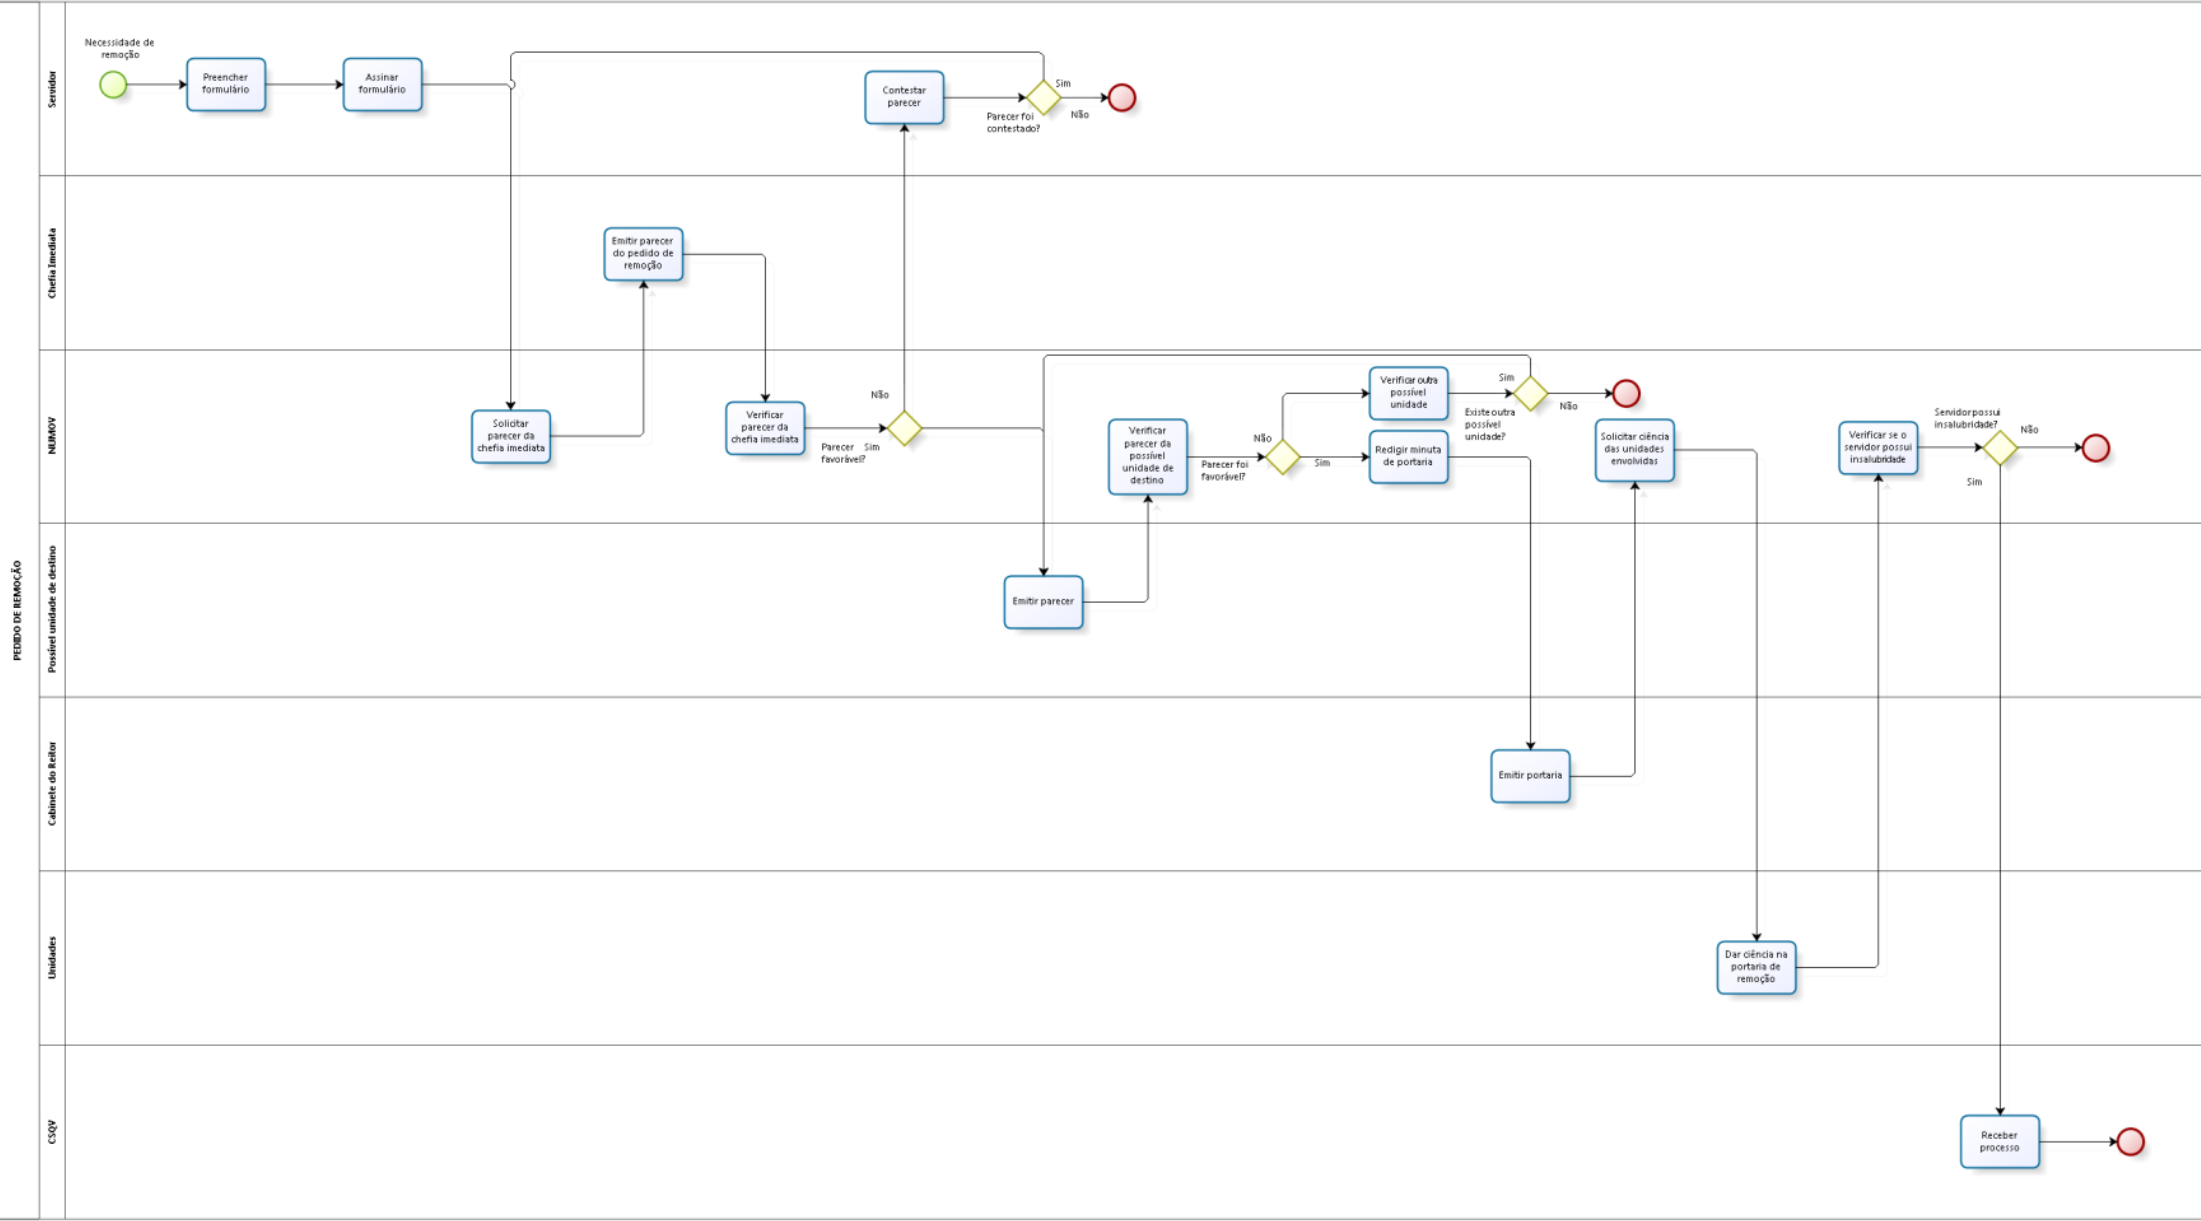 PEDIDO DE REMOÇÃO
Servidor
Necessidade de
remoção
Preencher
formulário
Assinar
formulário
Contestar
parecer
Parecer foi
contestado?
Sim
Não
Chefia Imediata
Emitir parecer
do pedido de
remoção
NUMOV
Solicitar
parecer da
chefia imediata
Verificar
parecer da
chefia imediata
Parecer
favorável?
Sim
Não
Verificar
parecer da
possível
unidade de
destino
Parecer foi
favorável?
Não
Sim
Verificar outra
possível
unidade
Redigir minuta
de portaria
Existe outra
possível
unidade?
Sim
Não
Solicitar ciência
das unidades
envolvidas
Verificar se o
servidor possui
insalubridade
Servidor possui
insalubridade?
Não
Sim
Possível unidade de destino
Emitir parecer
Cabinete do Reitor
Emitir portaria
Unidades
Dar ciência na
portaria de
remoção
CSQV
Receber
processo